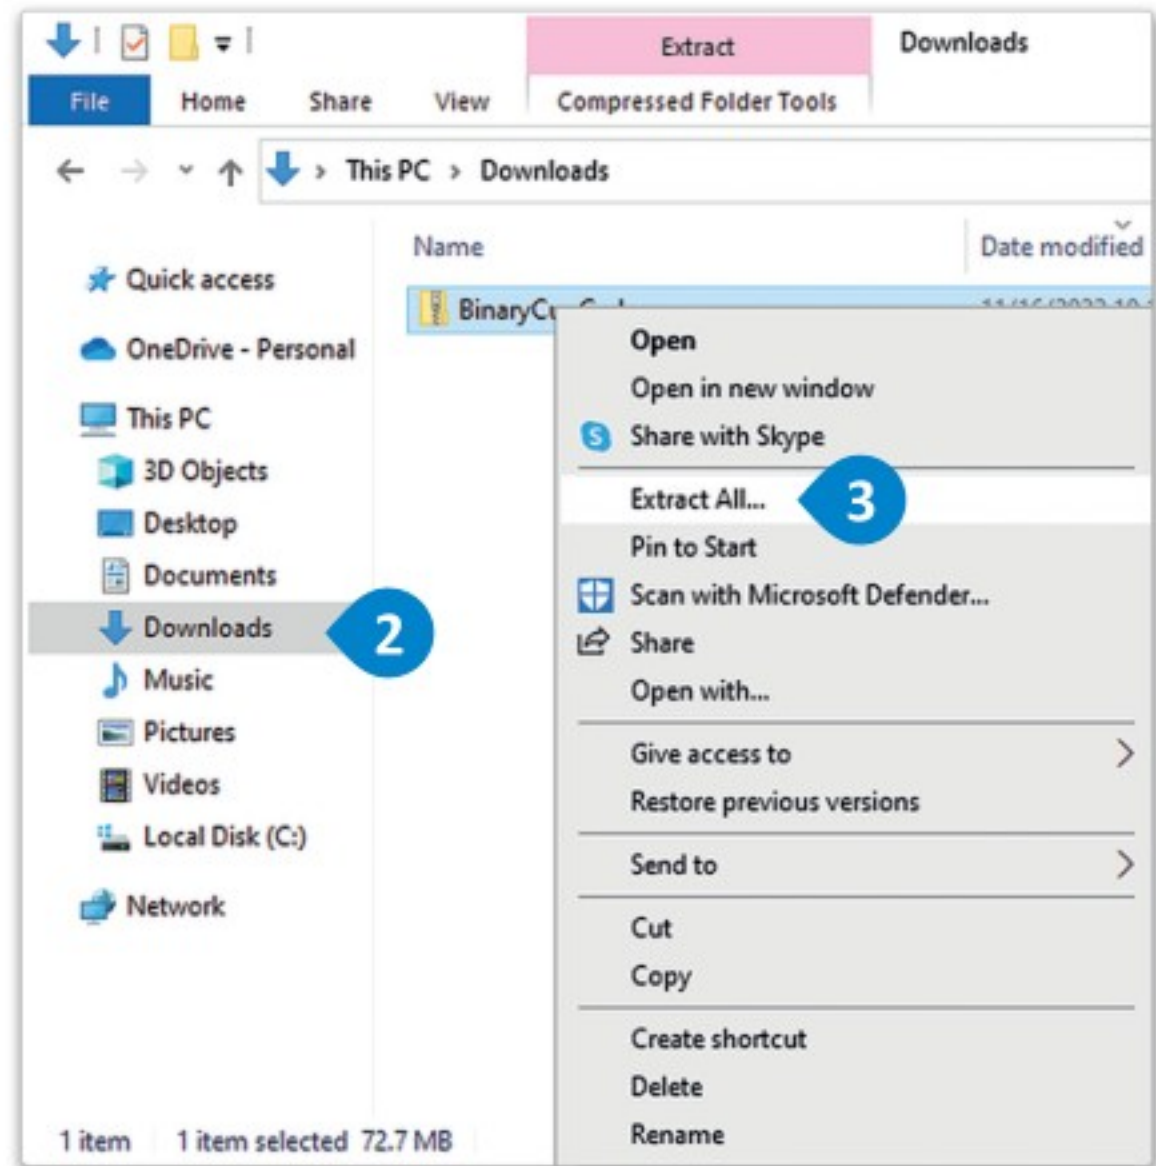 Extract
Downloads
File
Home
Share
View
Compressed Folder Tools
This PC > Downloads
Name
Date modified
Quick access
OneDrive - Personal
This PC
3D Objects
Desktop
Documents
Downloads
2
Music
Pictures
Videos
Local Disk (C:)
Network
Open
Open in new window
Share with Skype
Extract All...
3
Pin to Start
Scan with Microsoft Defender...
Share
Open with...
Give access to
Restore previous versions
Send to
Cut
Copy
Create shortcut
Delete
Rename
1 item
1 item selected 72.7 MB